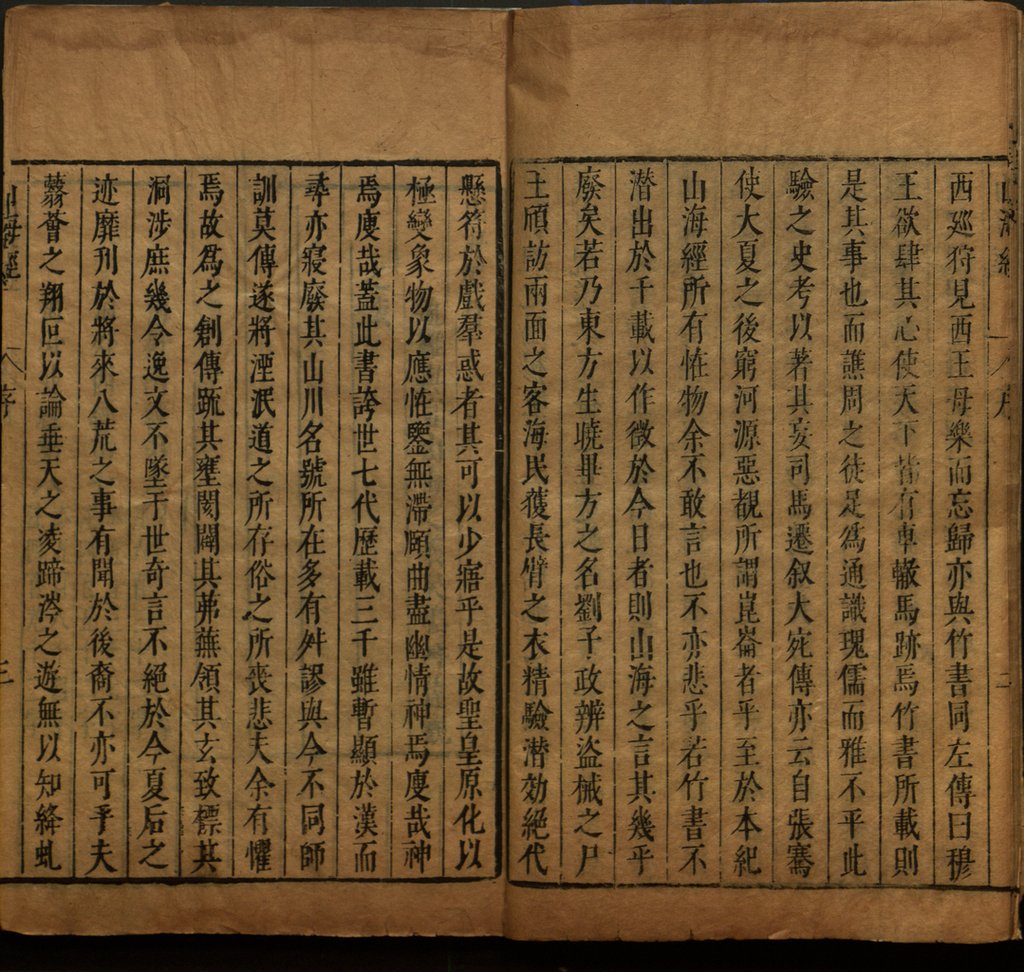 山海經 序 二
西廵狩見西王母樂而忘歸亦與竹書同左傳曰穆
王欲肆其心使天下皆有車轍馬跡焉竹書所載則
是其事也而譙周之徒足爲通識瑰儒而雅不平此
驗之史考以著其妄司馬遷叙大宛傳亦云自張騫
使大夏之後窮河源惡覩所謂崑崙者乎至於本紀
山海經所有恠物余不敢言也不亦悲乎若竹書不
潜出於千載以作徵於今日者則山海之言其幾乎
廢矣若乃東方生曉畢方之名劉子政辨盜械之尸
王頎訪兩面之客海民獲長臂之衣精驗潜効絕代
懸符於戲羣惑者其可以少寤乎是故聖皇原化以
極變象物以應恠鑒無滯賾曲盡幽情神焉廋哉神
焉廋哉蓋此書誇世七代歷載三千雖暫顯於漢而
尋亦寢廢其山川名號所在多有舛謬與今不同師
訓莫傳遂將湮泯道之所存俗之所喪悲夫余有懼
焉故爲之創傳疏其壅閡闢其茀蕪領其玄致標其
洞涉庶幾令逸文不墜于世奇言不絕於今夏后之
迹靡刋於將來八荒之事有聞於後裔不亦可乎夫
蘙薈之翔叵以論垂天之凌蹄涔之遊無以知絳虬
山海經 序 三